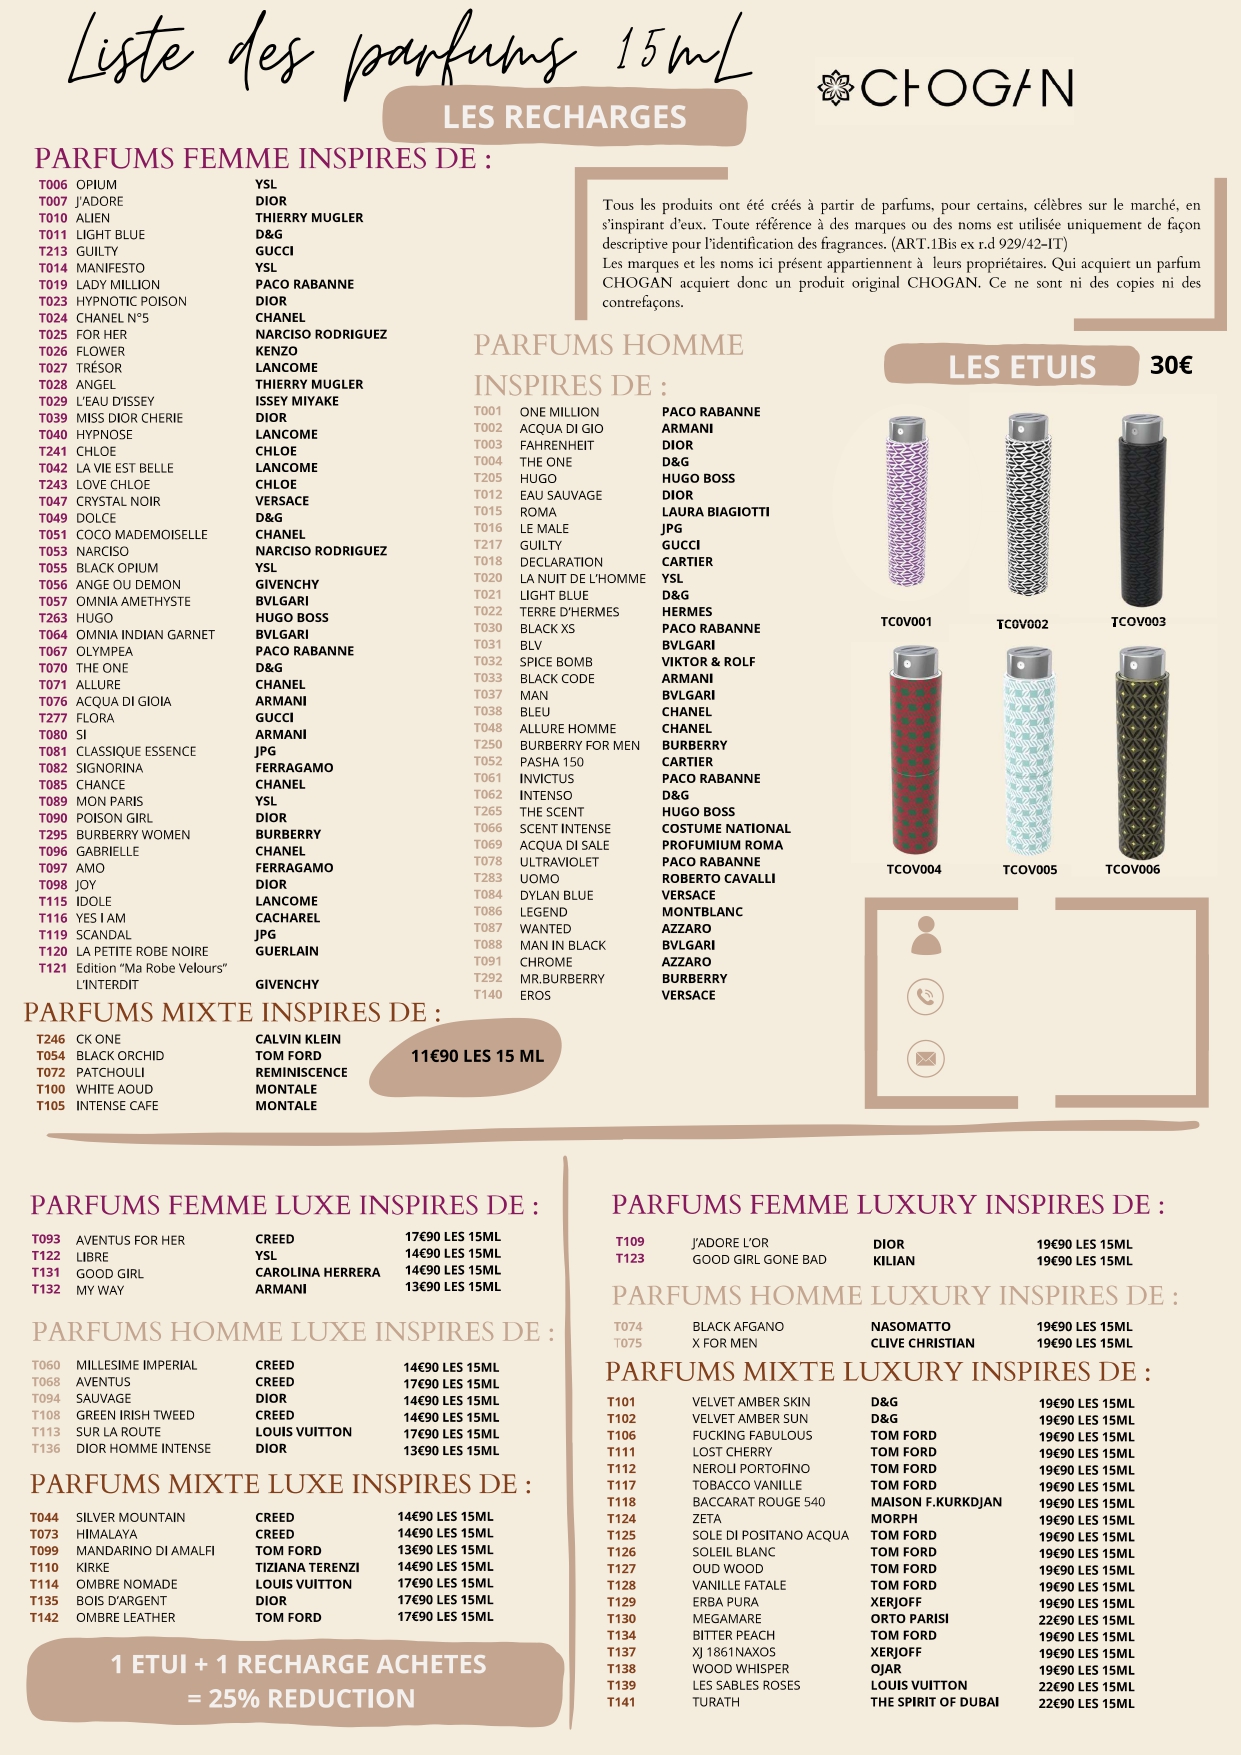 Liste des parfums 15mL
CHOGAN
LES RECHARGES
PARFUMS FEMME INSPIRES DE :
T006 OPIUM YSL
T007 J'ADORE DIOR
T010 ALIEN THIERRY MUGLER
T011 LIGHT BLUE D&G
T213 GUILTY GUCCI
T014 MANIFESTO YSL
T019 LADY MILLION PACO RABANNE
T023 HYPNOTIC POISON DIOR
T024 CHANEL N°5 CHANEL
T025 FOR HER NARCISO RODRIGUEZ
T026 FLOWER KENZO
T027 TRÉSOR LANCOME
T028 ANGEL THIERRY MUGLER
T029 L'EAU D'ISSEY ISSEY MIYAKE
T039 MISS DIOR CHERIE DIOR
T040 HYPNOSE LANCOME
T241 CHLOE CHLOE
T042 LA VIE EST BELLE LANCOME
T243 LOVE CHLOE CHLOE
T047 CRYSTAL NOIR VERSACE
T049 DOLCE D&G
T051 COCO MADEMOISELLE CHANEL
T053 NARCISO NARCISO RODRIGUEZ
T055 BLACK OPIUM YSL
T056 ANGE OU DEMON GIVENCHY
T057 OMNIA AMETHYSTE BVLGARI
T263 HUGO HUGO BOSS
T064 OMNIA INDIAN GARNET BVLGARI
T067 OLYMPEA PACO RABANNE
T070 THE ONE D&G
T071 ALLURE CHANEL
T076 ACQUA DI GIOIA ARMANI
T277 FLORA GUCCI
T080 SI ARMANI
T081 CLASSIQUE ESSENCE JPG
T082 SIGNORINA FERRAGAMO
T085 CHANCE CHANEL
T089 MON PARIS YSL
T090 POISON GIRL DIOR
T295 BURBERRY WOMEN BURBERRY
T096 GABRIELLE CHANEL
T097 AMO FERRAGAMO
T098 JOY DIOR
T115 IDOLE LANCOME
T116 YES I AM CACHAREL
T119 SCANDAL JPG
T120 LA PETITE ROBE NOIRE GUERLAIN
T121 Edition "Ma Robe Velours"
L'INTERDIT GIVENCHY
PARFUMS MIXTE INSPIRES DE :
T246 CK ONE CALVIN KLEIN
T054 BLACK ORCHID TOM FORD
T072 PATCHOULI REMINISCENCE
T100 WHITE AOUD MONTALE
T105 INTENSE CAFE MONTALE
11€90 LES 15 ML
Tous les produits ont été créés à partir de parfums, pour certains, célèbres sur le marché, en
s'inspirant d'eux. Toute référence à des marques ou des noms est utilisée uniquement de façon
descriptive pour l'identification des fragrances. (ART.1Bis ex r.d 929/42-IT)
Les marques et les noms ici présent appartiennent à leurs propriétaires. Qui acquiert un parfum
CHOGAN acquiert donc un produit original CHOGAN. Ce ne sont ni des copies ni des
contrefaçons.
PARFUMS HOMME
INSPIRES DE :
T001 ONE MILLION PACO RABANNE
T002 ACQUA DI GIO ARMANI
T003 FAHRENHEIT DIOR
T004 THE ONE D&G
T205 HUGO HUGO BOSS
T012 EAU SAUVAGE DIOR
T015 ROMA LAURA BIAGIOTTI
T016 LE MALE JPG
T217 GUILTY GUCCI
T018 DECLARATION CARTIER
T020 LA NUIT DE L'HOMME YSL
T021 LIGHT BLUE D&G
T022 TERRE D'HERMES HERMES
T030 BLACK XS PACO RABANNE
T031 BLV BVLGARI
T032 SPICE BOMB VIKTOR & ROLF
T033 BLACK CODE ARMANI
T037 MAN BVLGARI
T038 BLEU CHANEL
T048 ALLURE HOMME CHANEL
T250 BURBERRY FOR MEN BURBERRY
T052 PASHA 150 CARTIER
T061 INVICTUS PACO RABANNE
T062 INTENSO D&G
T265 THE SCENT HUGO BOSS
T066 SCENT INTENSE COSTUME NATIONAL
T069 ACQUA DI SALE PROFUMIUM ROMA
T078 ULTRAVIOLET PACO RABANNE
T283 UOMO ROBERTO CAVALLI
T084 DYLAN BLUE VERSACE
T086 LEGEND MONTBLANC
T087 WANTED AZZARO
T088 MAN IN BLACK BVLGARI
T091 CHROME AZZARO
T292 MR.BURBERRY BURBERRY
T140 EROS VERSACE
LES ETUIS 30€
TC0V001 TC0V002 TCOV003
TCOV004 TCOV005 TCOV006
PARFUMS FEMME LUXE INSPIRES DE :
T093 AVENTUS FOR HER CREED 17€90 LES 15ML
T122 LIBRE YSL 14€90 LES 15ML
T131 GOOD GIRL CAROLINA HERRERA 14€90 LES 15ML
T132 MY WAY ARMANI 13€90 LES 15ML
PARFUMS HOMME LUXE INSPIRES DE :
T060 MILLESIME IMPERIAL CREED 14€90 LES 15ML
T068 AVENTUS CREED 17€90 LES 15ML
T094 SAUVAGE DIOR 14€90 LES 15ML
T108 GREEN IRISH TWEED CREED 14€90 LES 15ML
T113 SUR LA ROUTE LOUIS VUITTON 17€90 LES 15ML
T136 DIOR HOMME INTENSE DIOR 13€90 LES 15ML
PARFUMS MIXTE LUXE INSPIRES DE :
T044 SILVER MOUNTAIN CREED 14€90 LES 15ML
T073 HIMALAYA CREED 14€90 LES 15ML
T099 MANDARINO DI AMALFI TOM FORD 13€90 LES 15ML
T110 KIRKE TIZIANA TERENZI 14€90 LES 15ML
T114 OMBRE NOMADE LOUIS VUITTON 17€90 LES 15ML
T135 BOIS D'ARGENT DIOR 17€90 LES 15ML
T142 OMBRE LEATHER TOM FORD 17€90 LES 15ML
1 ETUI + 1 RECHARGE ACHETES
= 25% REDUCTION
PARFUMS FEMME LUXURY INSPIRES DE :
T109 J'ADORE L'OR DIOR 19€90 LES 15ML
T123 GOOD GIRL GONE BAD KILIAN 19€90 LES 15ML
PARFUMS HOMME LUXURY INSPIRES DE :
T074 BLACK AFGANO NASOMATTO 19€90 LES 15ML
T075 X FOR MEN CLIVE CHRISTIAN 19€90 LES 15ML
PARFUMS MIXTE LUXURY INSPIRES DE :
T101 VELVET AMBER SKIN D&G 19€90 LES 15ML
T102 VELVET AMBER SUN D&G 19€90 LES 15ML
T106 FUCKING FABULOUS TOM FORD 19€90 LES 15ML
T111 LOST CHERRY TOM FORD 19€90 LES 15ML
T112 NEROLI PORTOFINO TOM FORD 19€90 LES 15ML
T117 TOBACCO VANILLE TOM FORD 19€90 LES 15ML
T118 BACCARAT ROUGE 540 MAISON F.KURKDJAN 19€90 LES 15ML
T124 ZETA MORPH 19€90 LES 15ML
T125 SOLE DI POSITANO ACQUA TOM FORD 19€90 LES 15ML
T126 SOLEIL BLANC TOM FORD 19€90 LES 15ML
T127 OUD WOOD TOM FORD 19€90 LES 15ML
T128 VANILLE FATALE TOM FORD 19€90 LES 15ML
T129 ERBA PURA XERJOFF 19€90 LES 15ML
T130 MEGAMARE ORTO PARISI 22€90 LES 15ML
T134 BITTER PEACH TOM FORD 19€90 LES 15ML
T137 XJ 1861NAXOS XERJOFF 19€90 LES 15ML
T138 WOOD WHISPER OJAR 19€90 LES 15ML
T139 LES SABLES ROSES LOUIS VUITTON 22€90 LES 15ML
T141 TURATH THE SPIRIT OF DUBAI 22€90 LES 15ML